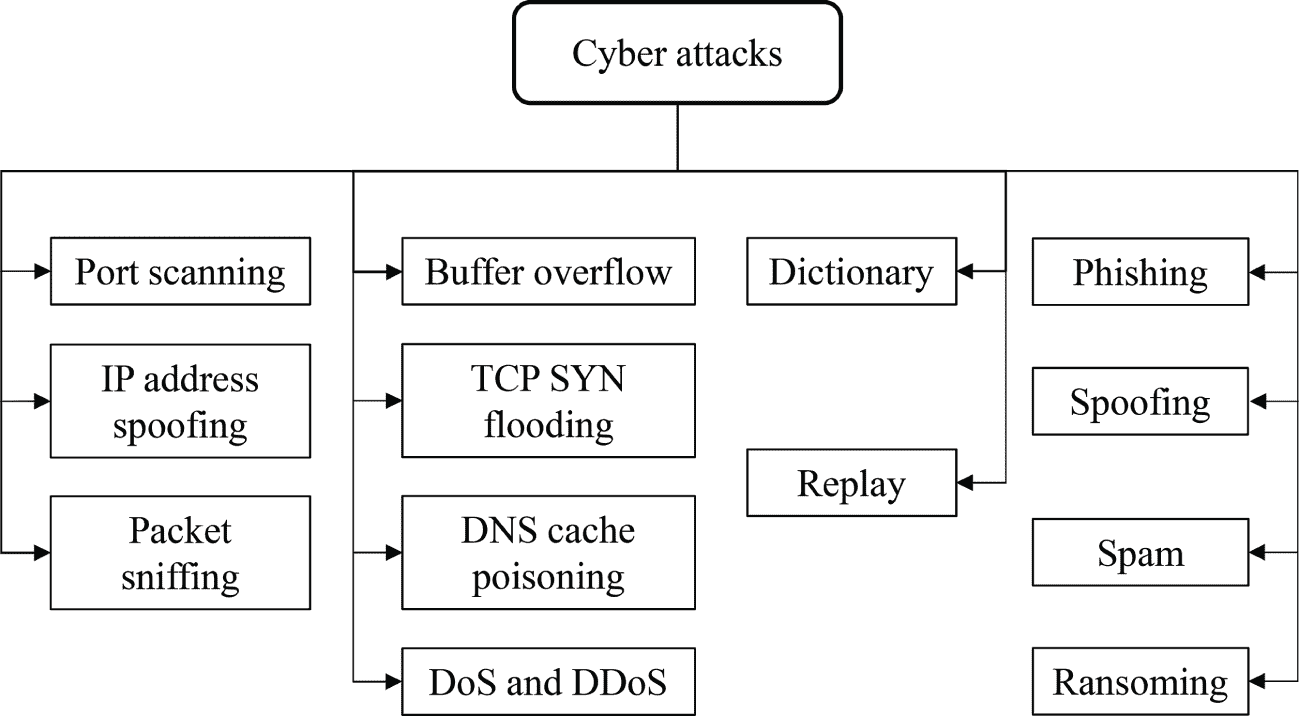 Cyber attacks
Port scanning
IP address
spoofing
Packet
sniffing
Buffer overflow
TCP SYN
flooding
DNS cache
poisoning
DoS and DDoS
Dictionary
Replay
Phishing
Spoofing
Spam
Ransoming